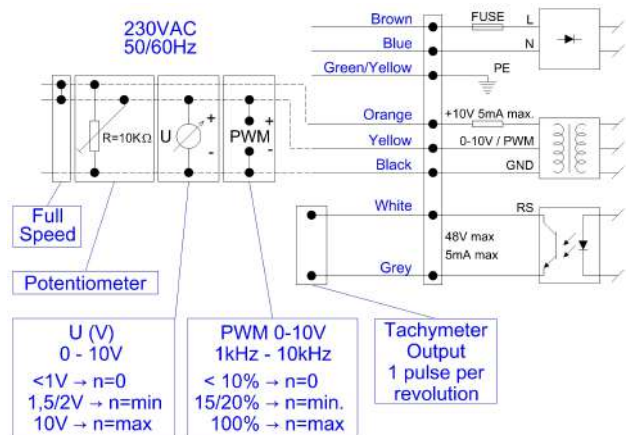 230VAC
50/60Hz
Brown
FUSE
L
Blue
N
Green/Yellow
PE
Orange
+10V 5mA max.
Yellow
0-10V / PWM
Black
GND
R=10KΩ
U
+
-
PWM
+
-
White
RS
48V max
5mA max
Grey
Full
Speed
Potentiometer
U (V)
0 - 10V
<1V → n=0
1,5/2V → n=min
10V → n=max
PWM 0-10V
1kHz - 10kHz
< 10% → n=0
15/20% → n=min.
100% → n=max
Tachymeter
Output
1 pulse per
revolution